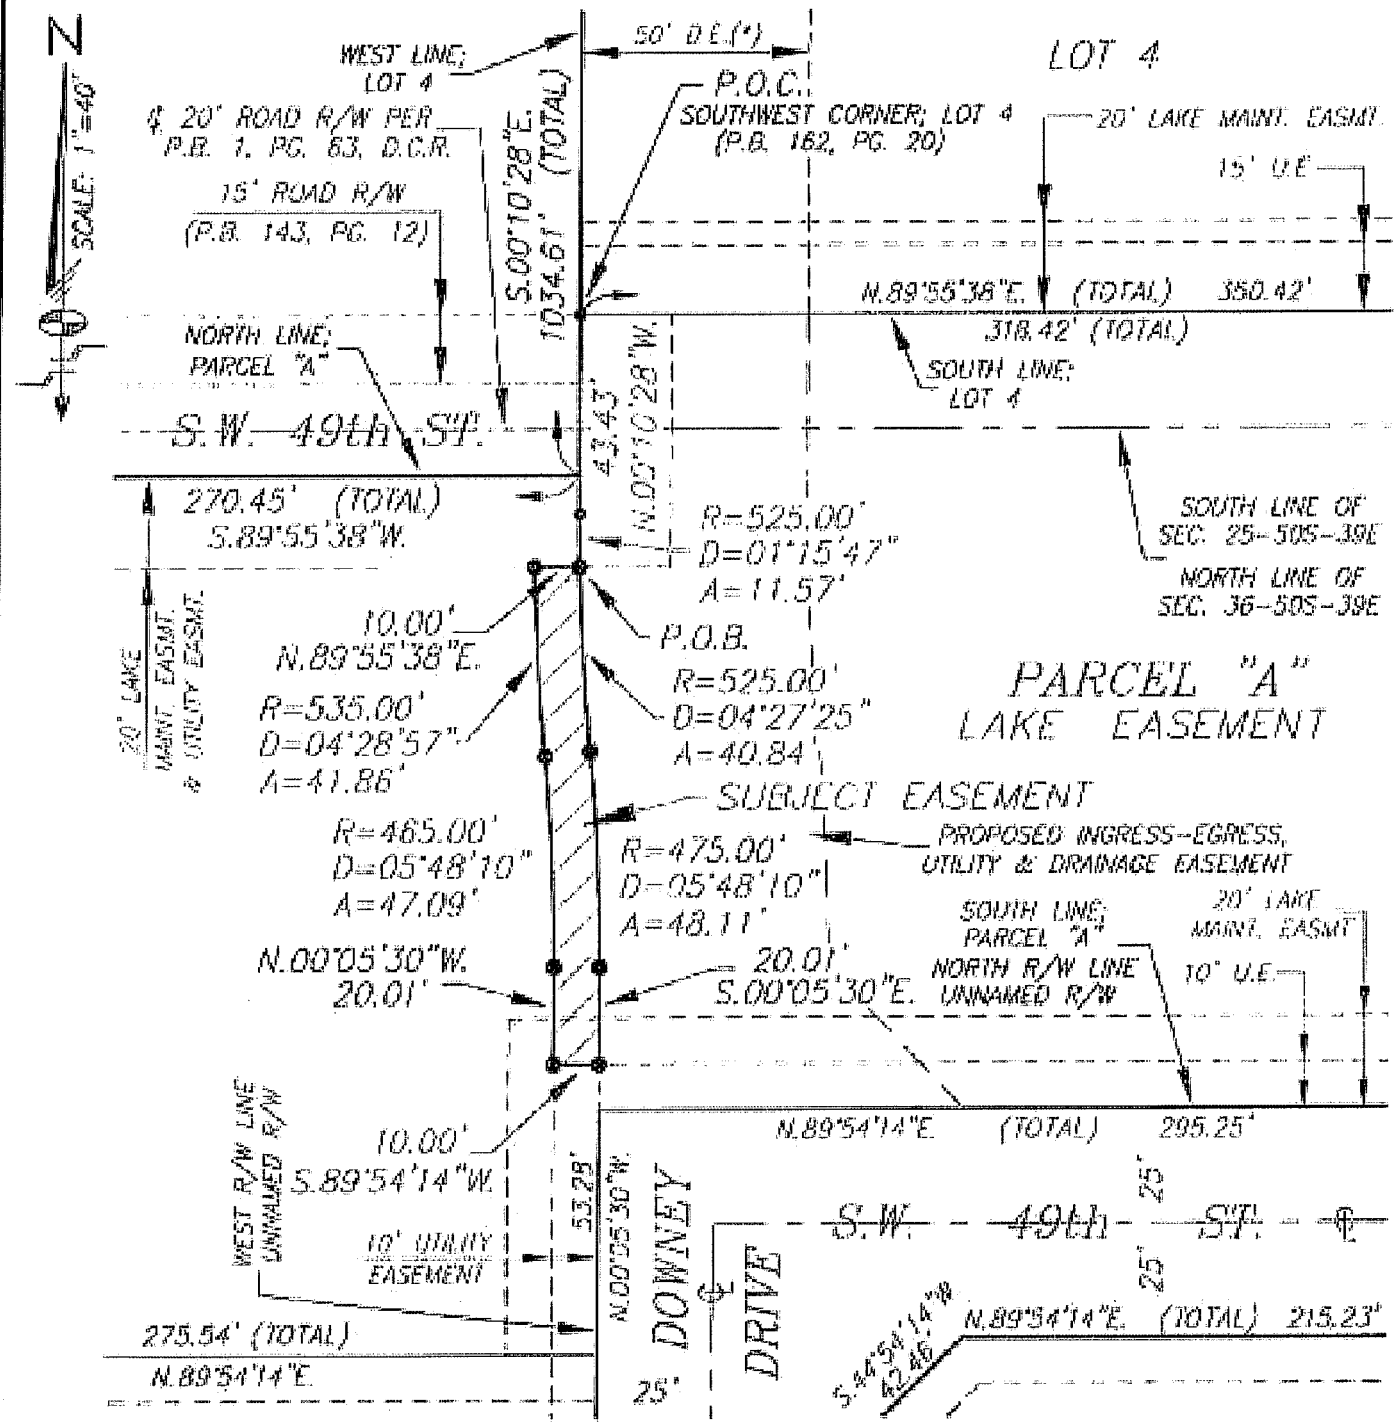 N
SCALE: 1"=40'
WEST LINE;
LOT 4
℄ 20' ROAD R/W PER
P.B. 1, PG. 63, D.C.R.
15' ROAD R/W
(P.B. 143, PG. 12)
S.00°10'28"E.
1034.61' (TOTAL)
50' D.E.(*)
P.O.C.
SOUTHWEST CORNER; LOT 4
(P.B. 162, PG. 20)
LOT 4
20' LAKE MAINT. EASMT.
15' U.E
N.89°55'38"E. (TOTAL) 350.42'
318.42' (TOTAL)
SOUTH LINE;
LOT 4
NORTH LINE;
PARCEL "A"
S.W. 49th ST.
43.43'
N.00°10'28"W.
270.45' (TOTAL)
S.89°55'38"W.
R=525.00'
D=01°15'47"
A=11.57'
SOUTH LINE OF
SEC. 25-50S-39E
NORTH LINE OF
SEC. 36-50S-39E
20' LAKE
MAINT. EASMT.
& UTILITY EASMT.
10.00'
N.89°55'38"E.
P.O.B.
R=535.00'
D=04°28'57"
A=41.86'
R=525.00'
D=04°27'25"
A=40.84'
PARCEL "A"
LAKE EASEMENT
SUBJECT EASEMENT
R=465.00'
D=05°48'10"
A=47.09'
R=475.00'
D=05°48'10"
A=48.11'
PROPOSED INGRESS-EGRESS,
UTILITY & DRAINAGE EASEMENT
SOUTH LINE;
PARCEL "A"
NORTH R/W LINE
UNNAMED R/W
20' LAKE
MAINT. EASMT
10' U.E.
N.00°05'30"W.
20.01'
20.01'
S.00°05'30"E.
WEST R/W LINE
UNNAMED R/W
10.00'
S.89°54'14"W.
N.89°54'14"E. (TOTAL) 295.25'
53.28'
N.00°05'30"W.
10' UTILITY
EASEMENT
DOWNEY
DRIVE
℄
S.W. 49th ST. ℄
25'
25'
275.54' (TOTAL)
N.89°54'14"E.
25'
S.44°54'14"W
42.46'
N.89°54'14"E. (TOTAL) 215.23'